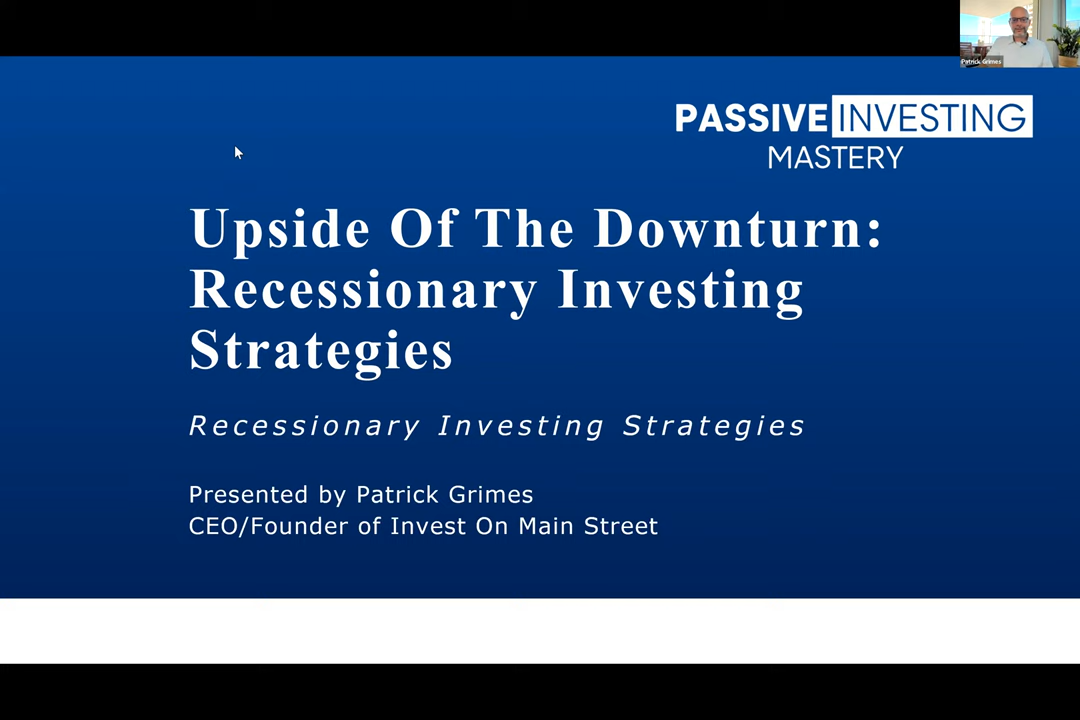 Patrick Grimes
PASSIVE INVESTING
MASTERY
Upside Of The Downturn:
Recessionary Investing
Strategies
Recessionary Investing Strategies
Presented by Patrick Grimes
CEO/Founder of Invest On Main Street